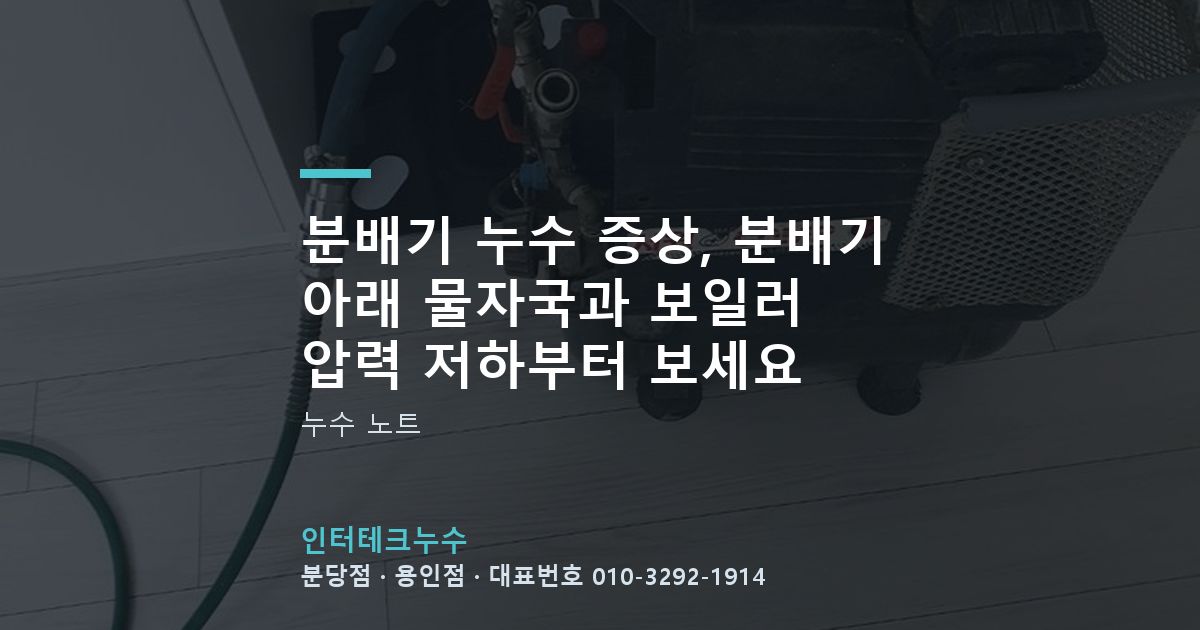 분배기 누수 증상, 분배기
아래 물자국과 보일러
압력 저하부터 보세요
누수 노트
인터테크누수
분당점 · 용인점 · 대표번호 010-3292-1914